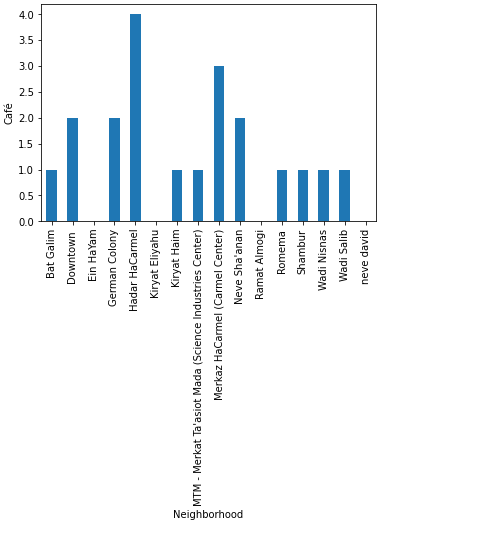 4.0
3.5
3.0
2.5
2.0
1.5
1.0
0.5
0.0
Café
Bat Galim
Downtown
Ein HaYam
German Colony
Hadar HaCarmel
Kiryat Eliyahu
Kiryat Haim
MTM - Merkat Ta'asiot Mada (Science Industries Center)
Merkaz HaCarmel (Carmel Center)
Neve Sha'anan
Ramat Almogi
Romema
Shambur
Wadi Nisnas
Wadi Salib
neve david
Neighborhood